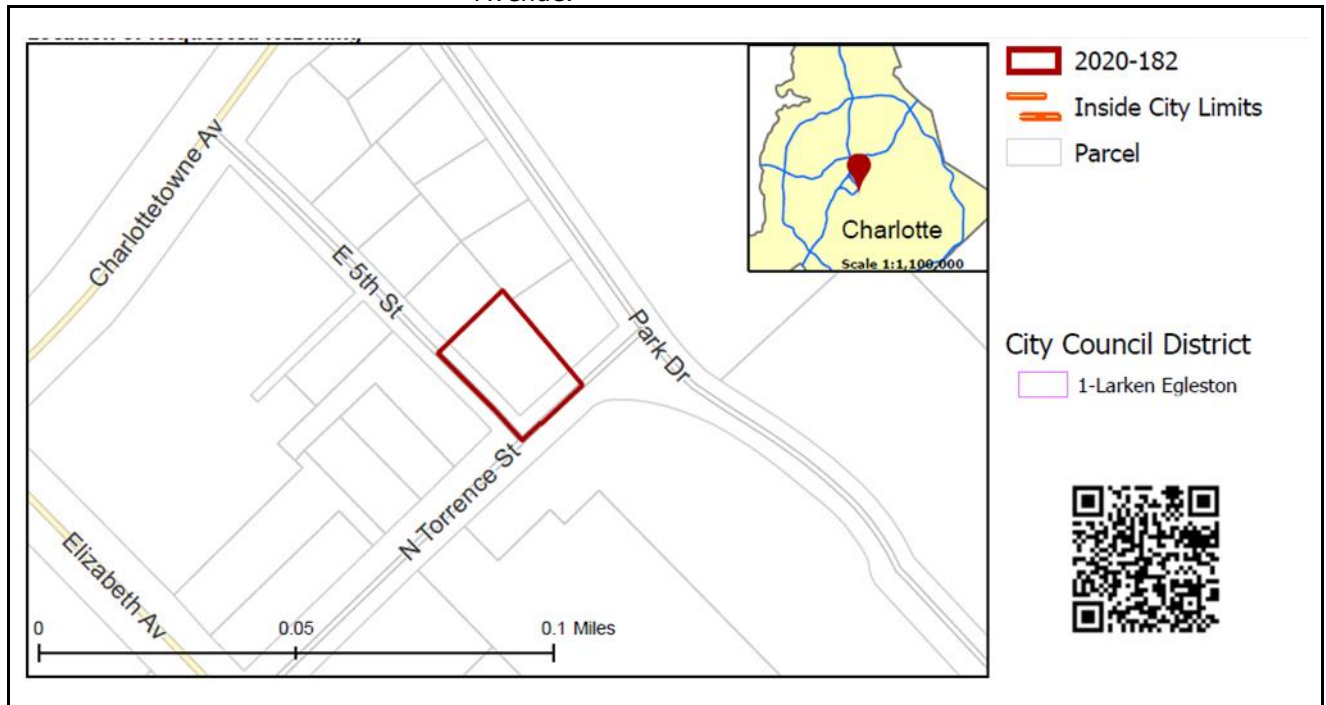 2020-182
Inside City Limits
Parcel
Charlottetowne Av
E 5th St
Park Dr
N Torrence St
Elizabeth Av
Charlotte
Scale 1:1,100,000
City Council District
1-Larken Egleston
0
0.05
0.1 Miles